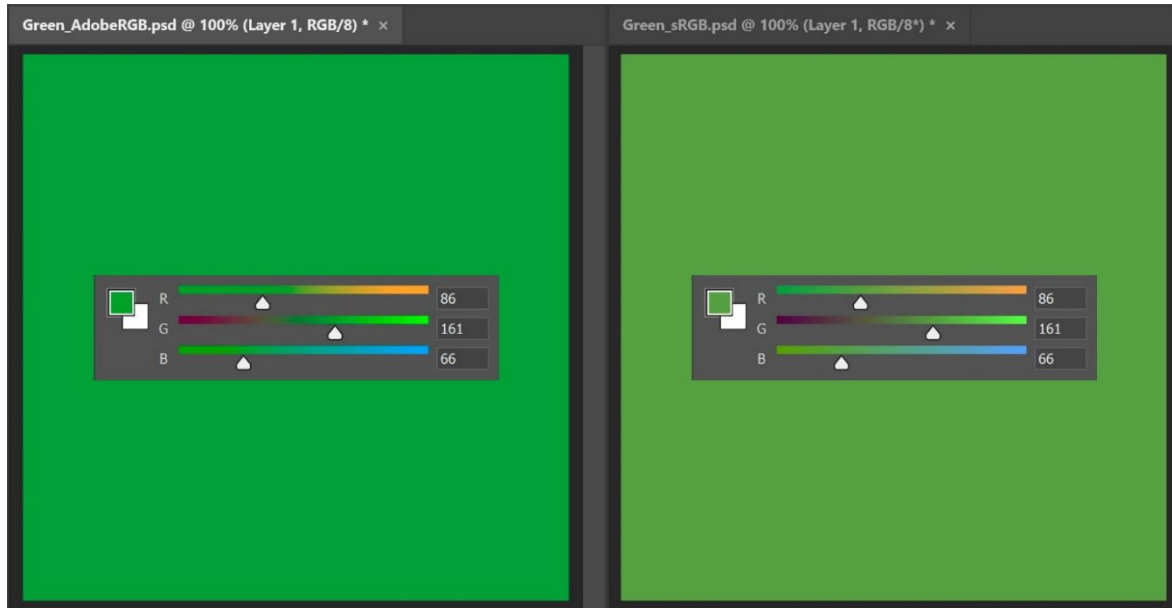 Green_AdobeRGB.psd @ 100% (Layer 1, RGB/8) * ×
Green_sRGB.psd @ 100% (Layer 1, RGB/8*) * ×
R 86
G 161
B 66
R 86
G 161
B 66